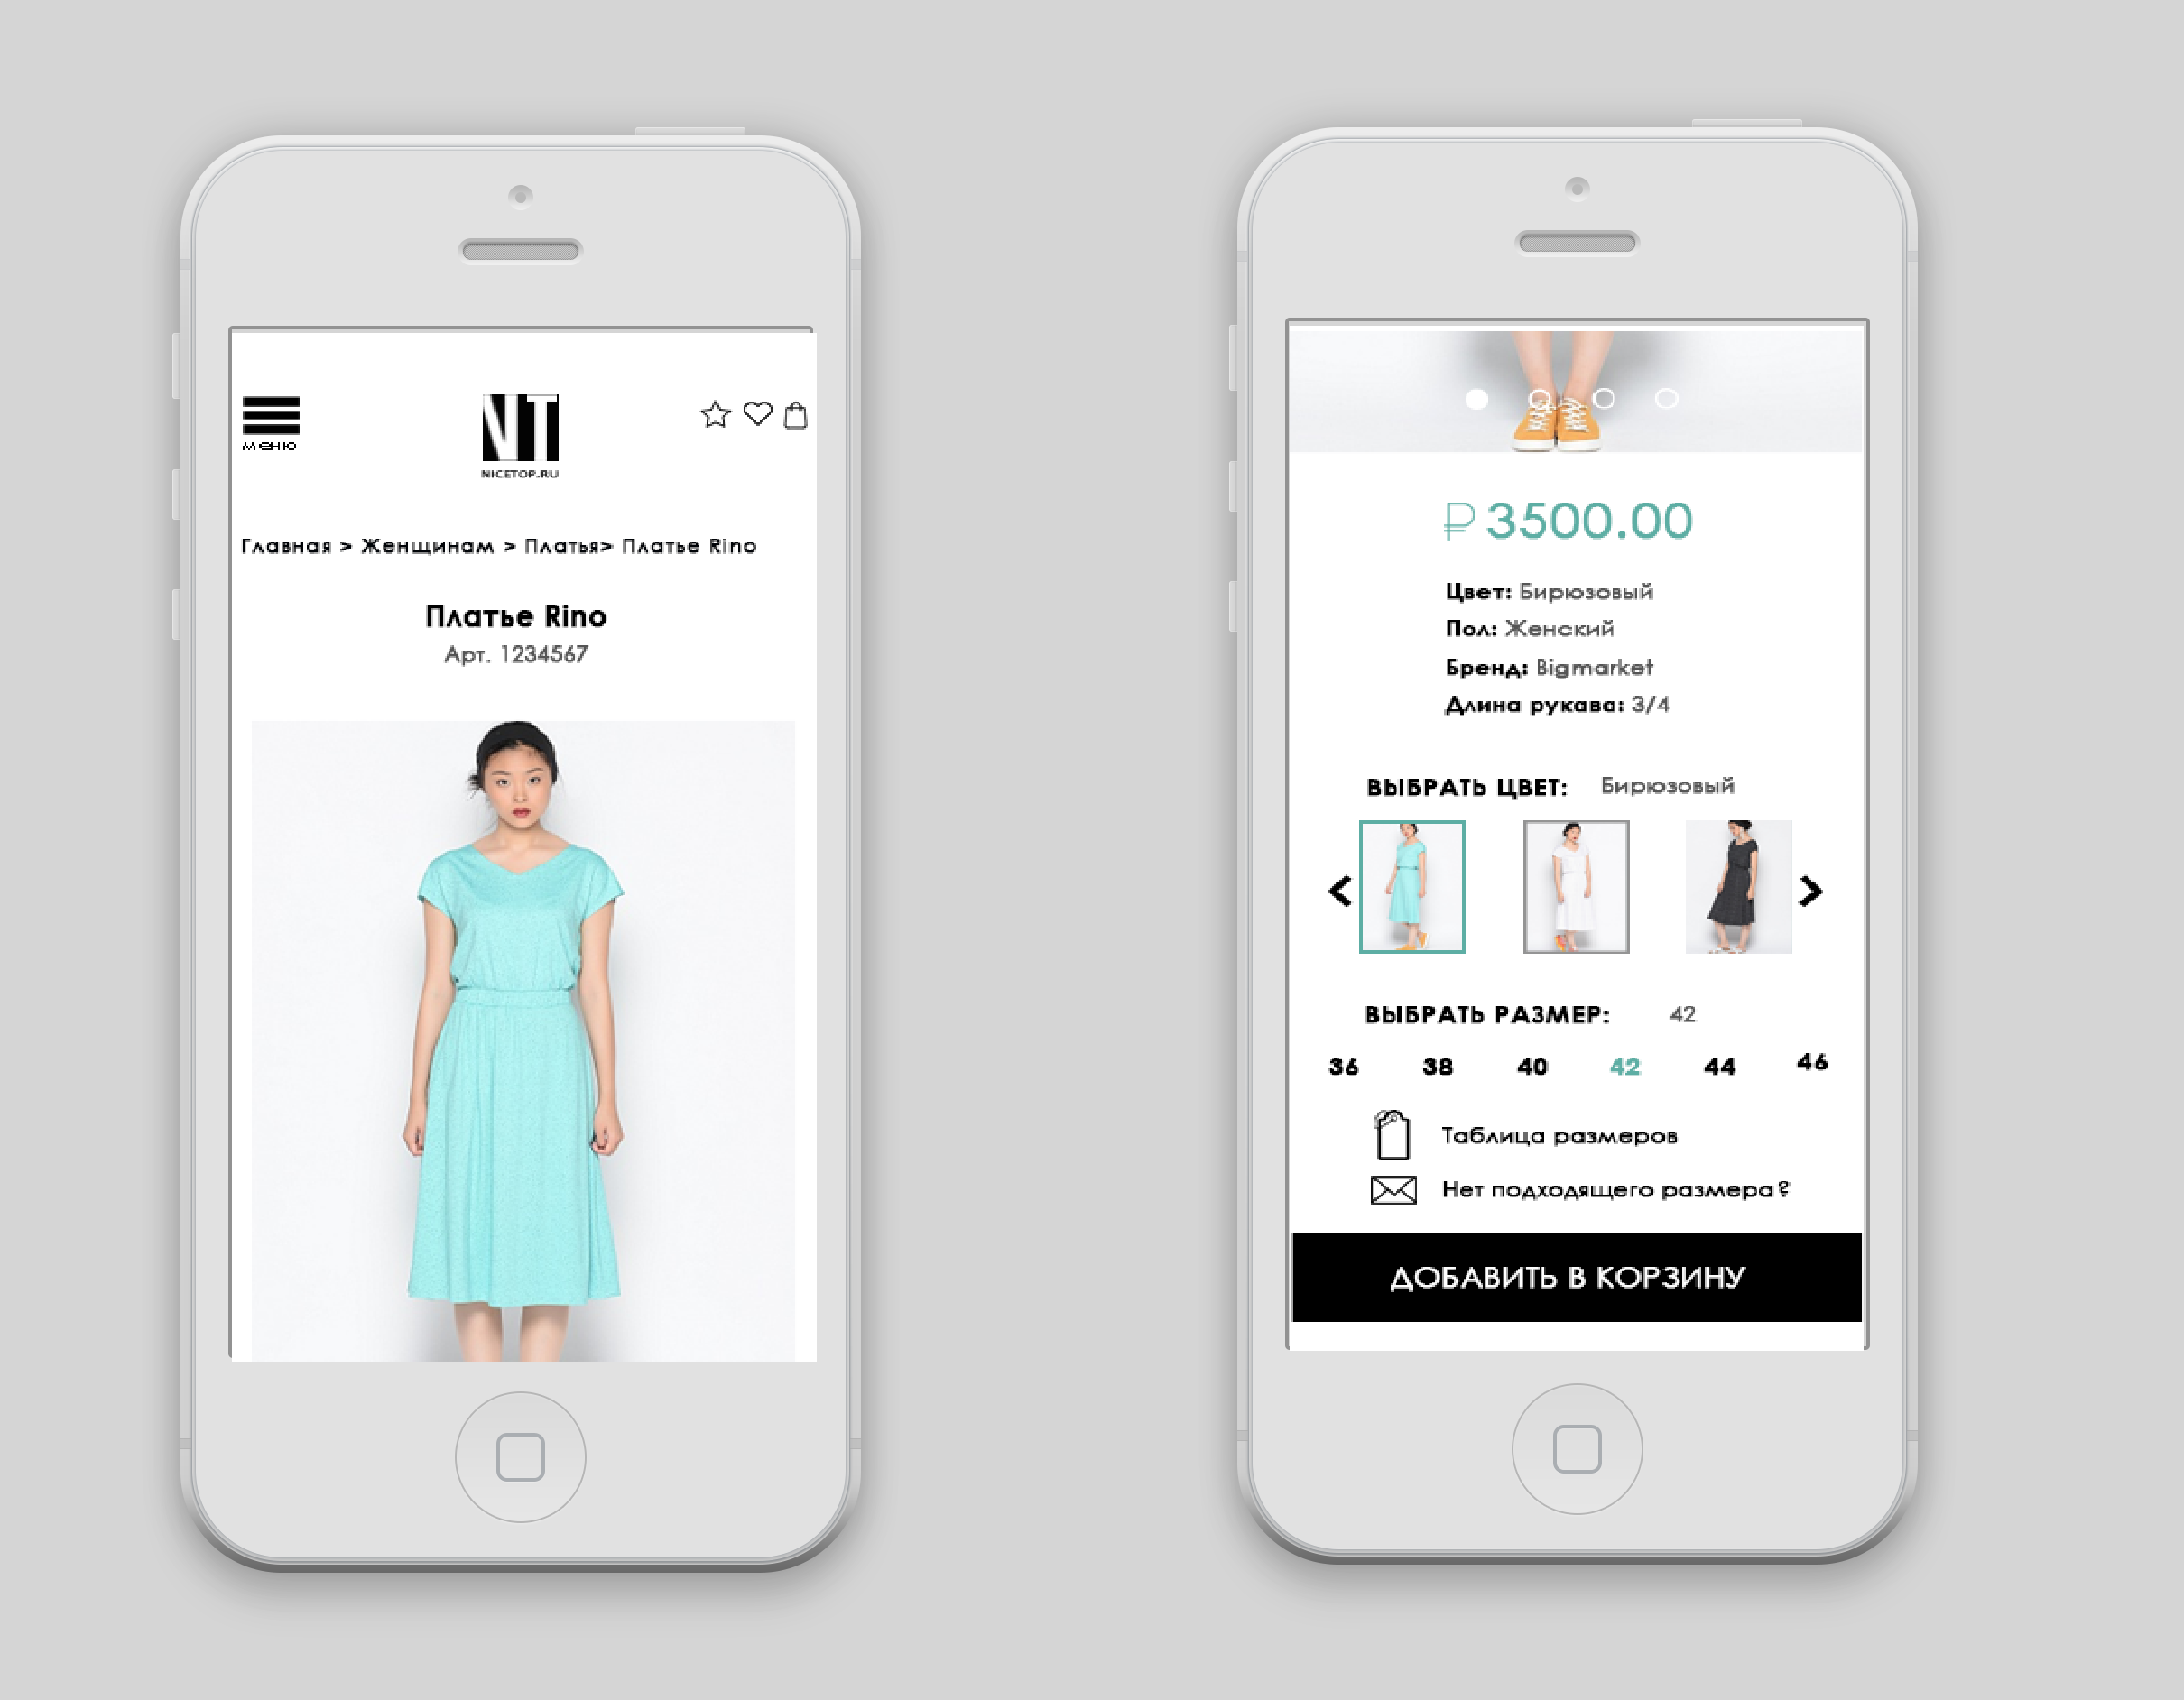 меню
NT
NICETOP.RU
Главная > Женщинам > Платья> Платье Rino
Платье Rino
Арт. 1234567
₽ 3500.00
Цвет: Бирюзовый
Пол: Женский
Бренд: Bigmarket
Длина рукава: 3/4
ВЫБРАТЬ ЦВЕТ: Бирюзовый
< >
ВЫБРАТЬ РАЗМЕР: 42
36 38 40 42 44 46
Таблица размеров
Нет подходящего размера?
ДОБАВИТЬ В КОРЗИНУ